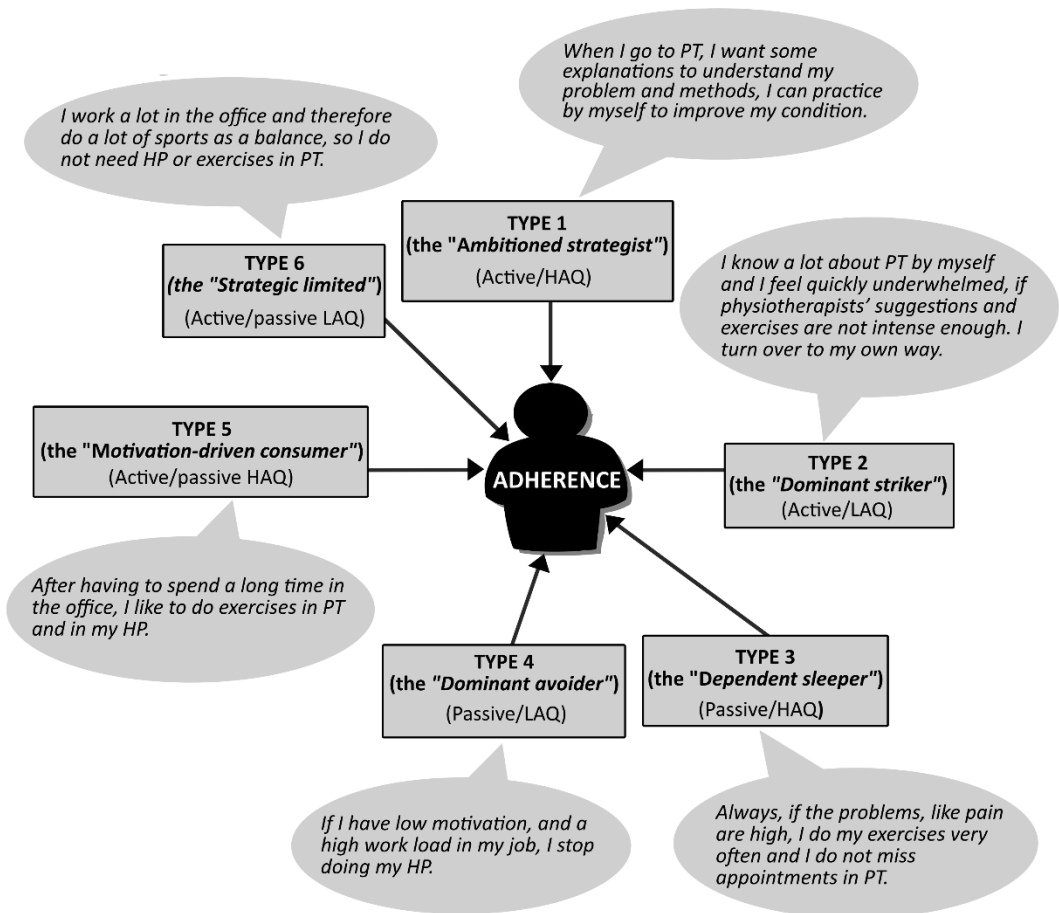 When I go to PT, I want some
explanations to understand my
problem and methods, I can practice
by myself to improve my condition.
I work a lot in the office and therefore
do a lot of sports as a balance, so I do
not need HP or exercises in PT.
TYPE 1
(the "Ambitioned strategist")
(Active/HAQ)
TYPE 6
(the "Strategic limited")
(Active/passive LAQ)
I know a lot about PT by myself
and I feel quickly underwhelmed, if
physiotherapists' suggestions and
exercises are not intense enough. I
turn over to my own way.
TYPE 5
(the "Motivation-driven consumer")
(Active/passive HAQ)
ADHERENCE
TYPE 2
(the "Dominant striker")
(Active/LAQ)
After having to spend a long time in
the office, I like to do exercises in PT
and in my HP.
TYPE 4
(the "Dominant avoider")
(Passive/LAQ)
TYPE 3
(the "Dependent sleeper")
(Passive/HAQ)
If I have low motivation, and a
high work load in my job, I stop
doing my HP.
Always, if the problems, like pain
are high, I do my exercises very
often and I do not miss
appointments in PT.